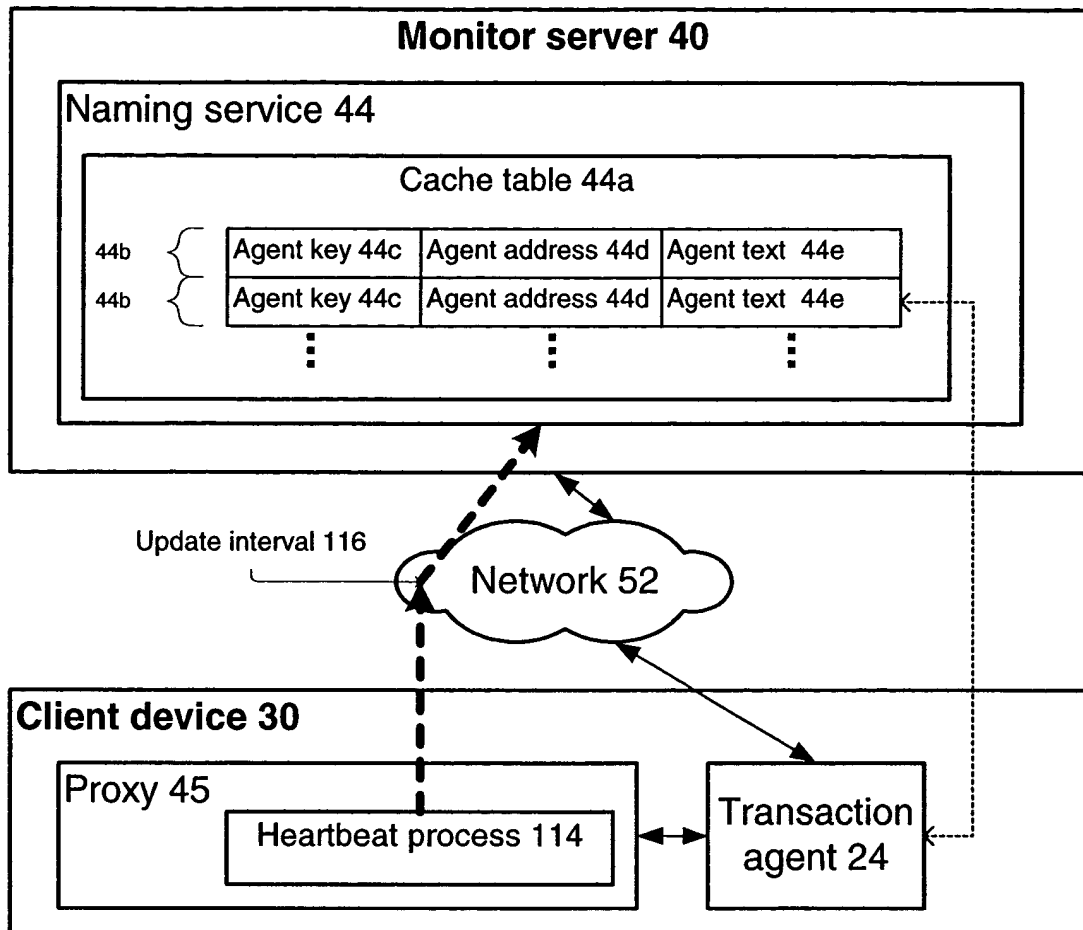 Monitor server 40
Naming service 44
Cache table 44a
44b Agent key 44c Agent address 44d Agent text 44e
44b Agent key 44c Agent address 44d Agent text 44e
Update interval 116
Network 52
Client device 30
Proxy 45
Heartbeat process 114
Transaction
agent 24